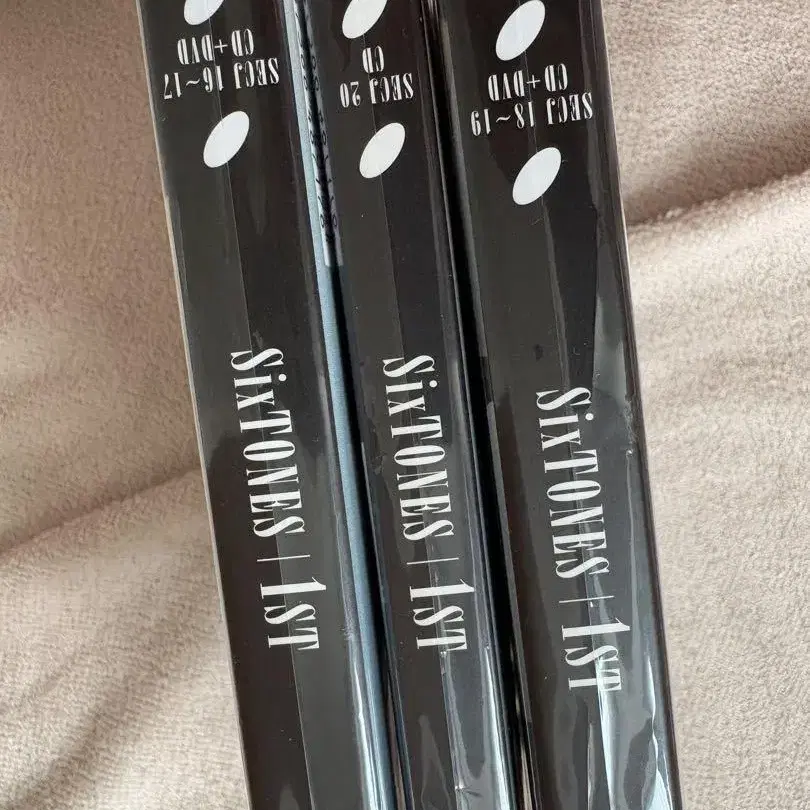 SECJ 16~17
CD+DVD
SixTONES | 1ST
SECJ 20
CD
SixTONES | 1ST
SECJ 18~19
CD+DVD
SixTONES | 1ST